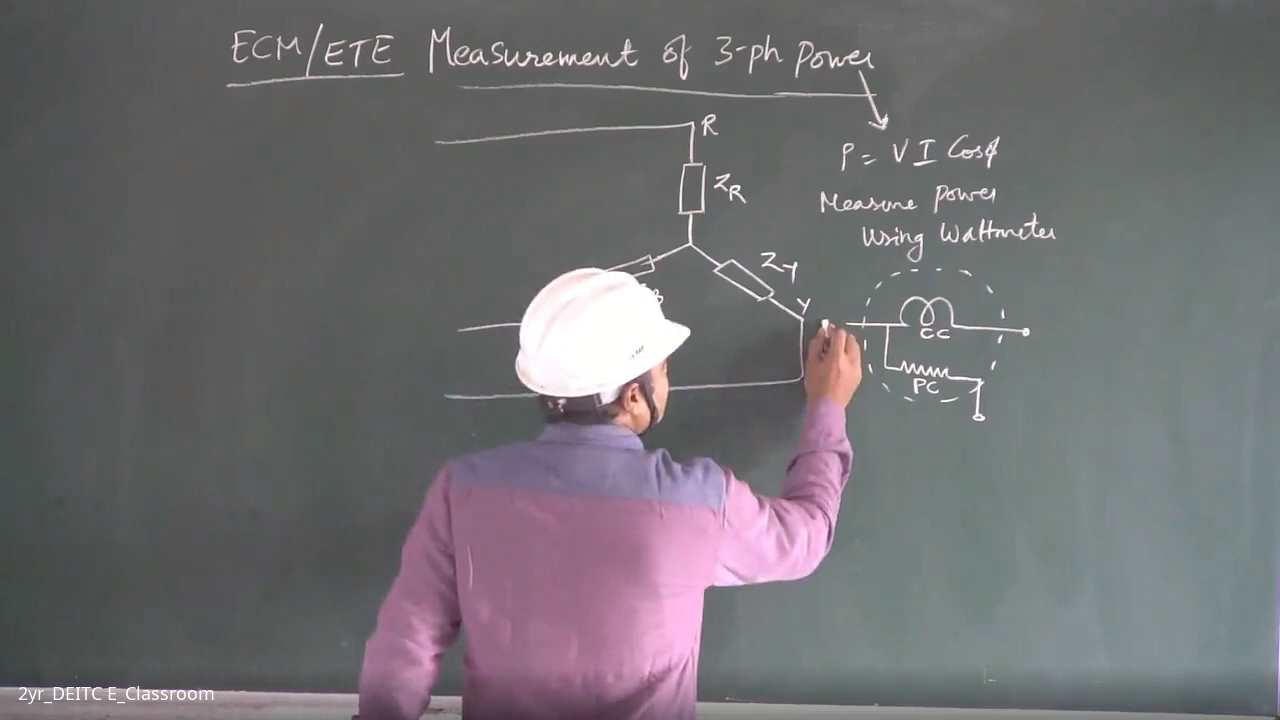 ECM/ETE Measurement of 3-ph Power
R
P = V I Cosϕ
ZR
Measure power
Using Wattmeter
ZY
B
Y
CC
PC
2yr_DEITC E_Classroom